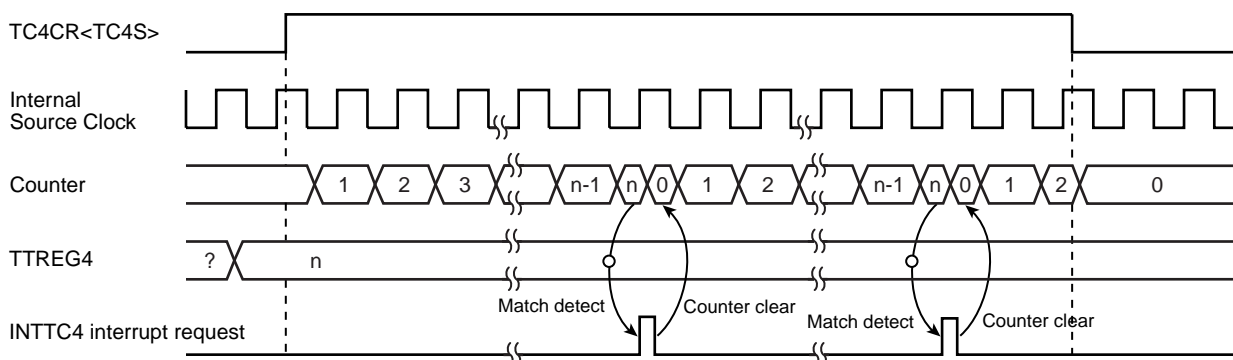 TC4CR<TC4S>
Internal
Source Clock
Counter
1 2 3 n-1 n 0 1 2 n-1 n 0 1 2 0
TTREG4
? n
Match detect Counter clear Match detect Counter clear
INTTC4 interrupt request